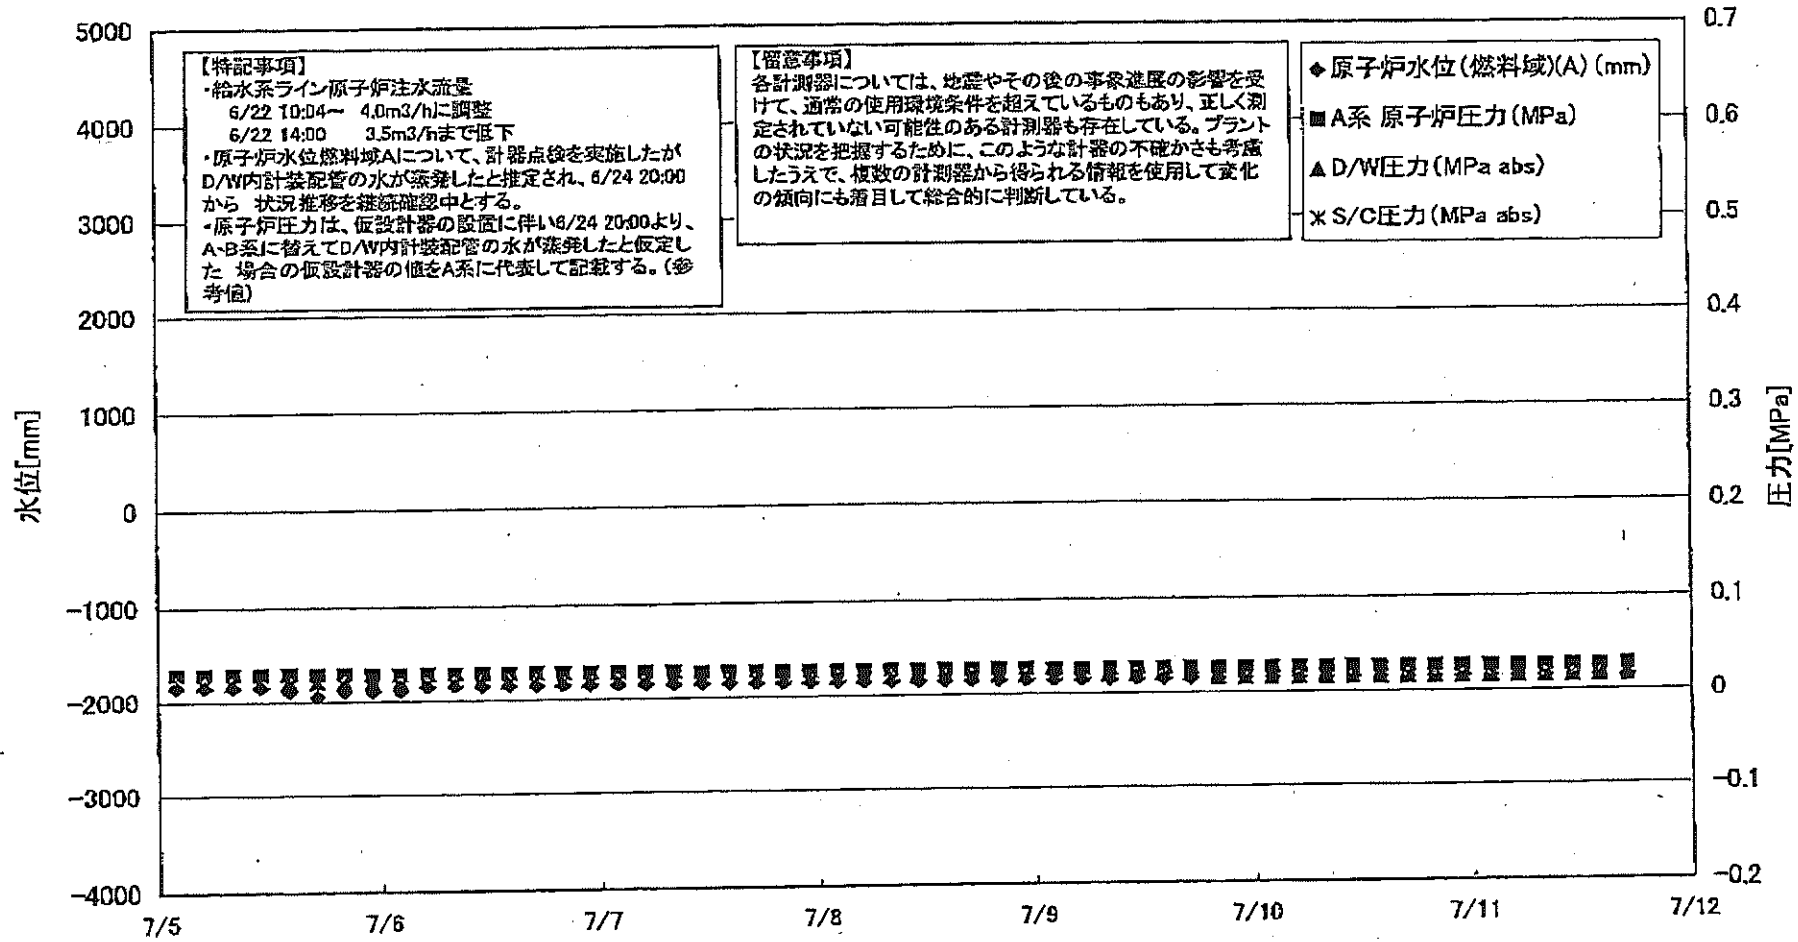 5000
4000
3000
2000
1000
0
-1000
-2000
-3000
-4000
水位[mm]
【特記事項】
・給水系ライン原子炉注水流量
6/22 10:04～ 4.0m3/hに調整
6/22 14:00 3.5m3/hまで低下
・原子炉水位燃料域Aについて、計器点検を実施したが
D/W内計装配管の水が蒸発したと推定され、6/24 20:00
から 状況推移を継続確認中とする。
・原子炉圧力は、仮設計器の設置に伴い6/24 20:00より、
A・B系に替えてD/W内計装配管の水が蒸発したと仮定し
た 場合の仮設計器の値をA系に代表して記載する。(参
考値)
【留意事項】
各計測器については、地震やその後の事象進展の影響を受
けて、通常の使用環境条件を超えているものもあり、正しく測
定されていない可能性のある計測器も存在している。プラント
の状況を把握するために、このような計器の不確かさも考慮
したうえで、複数の計測器から得られる情報を使用して変化
の傾向にも着目して総合的に判断している。
原子炉水位(燃料域)(A)(mm)
A系 原子炉圧力(MPa)
D/W圧力(MPa abs)
S/C圧力(MPa abs)
0.7
0.6
0.5
0.4
0.3
0.2
0.1
0
-0.1
-0.2
圧力[MPa]
7/5 7/6 7/7 7/8 7/9 7/10 7/11 7/12